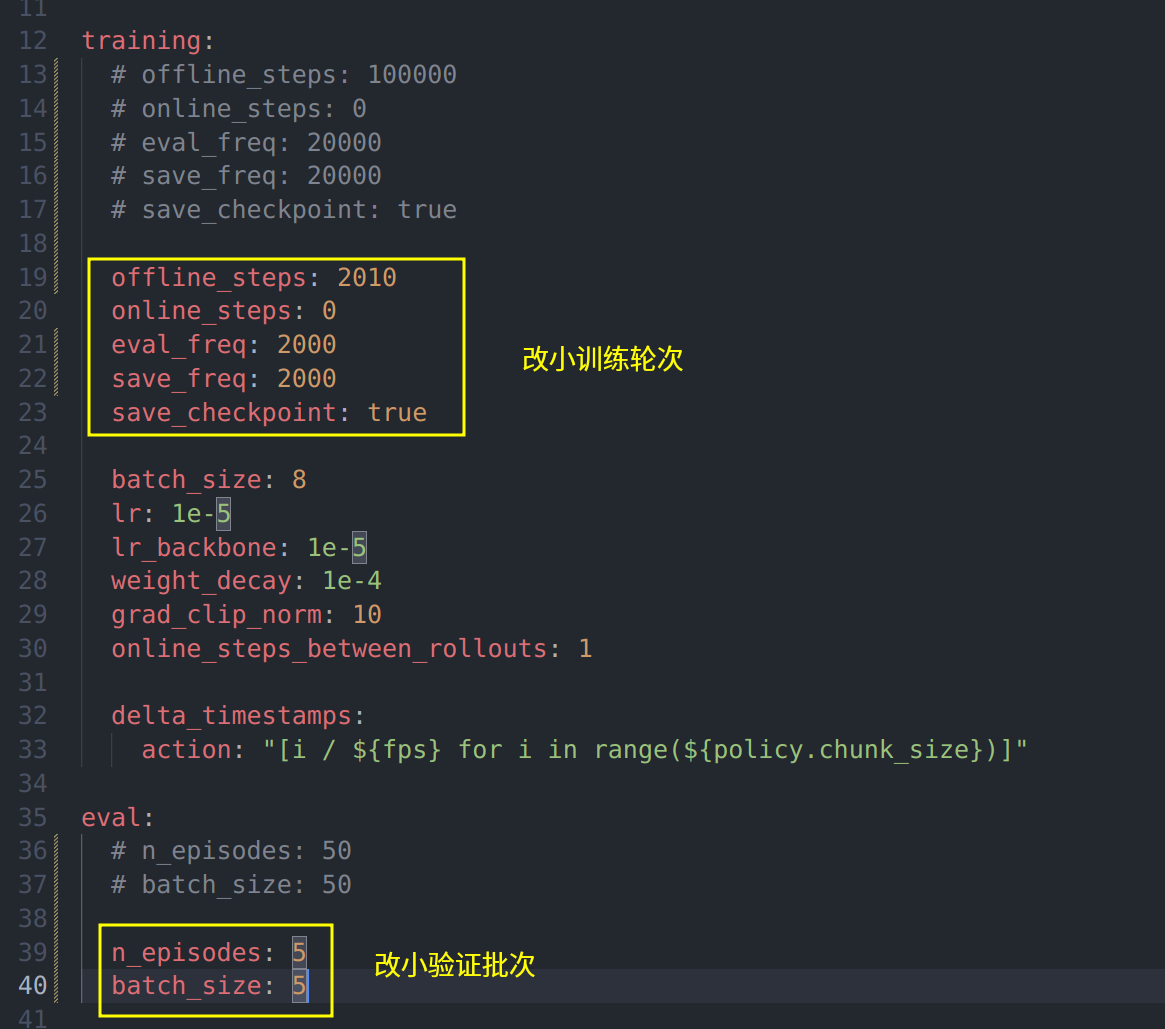 11
12 training:
13 # offline_steps: 100000
14 # online_steps: 0
15 # eval_freq: 20000
16 # save_freq: 20000
17 # save_checkpoint: true
18
19 offline_steps: 2010
20 online_steps: 0
21 eval_freq: 2000 改小训练轮次
22 save_freq: 2000
23 save_checkpoint: true
24
25 batch_size: 8
26 lr: 1e-5
27 lr_backbone: 1e-5
28 weight_decay: 1e-4
29 grad_clip_norm: 10
30 online_steps_between_rollouts: 1
31
32 delta_timestamps:
33 action: "[i / ${fps} for i in range(${policy.chunk_size})]"
34
35 eval:
36 # n_episodes: 50
37 # batch_size: 50
38
39 n_episodes: 5 改小验证批次
40 batch_size: 5
41